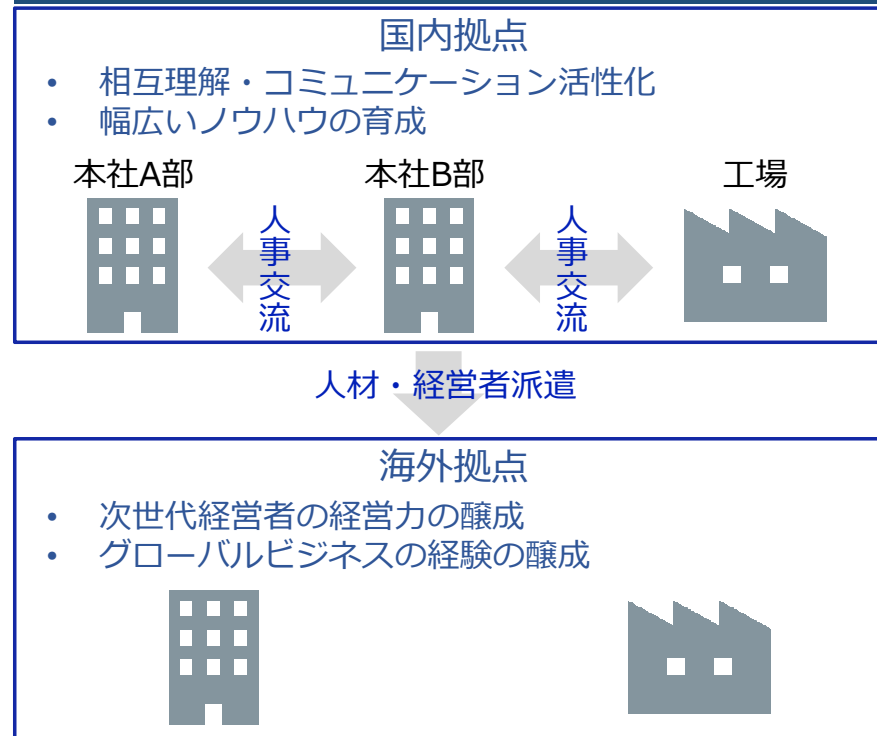 国内拠点
• 相互理解・コミュニケーション活性化
• 幅広いノウハウの育成
本社A部
本社B部
工場
人事交流
人事交流
人材・経営者派遣
海外拠点
• 次世代経営者の経営力の醸成
• グローバルビジネスの経験の醸成